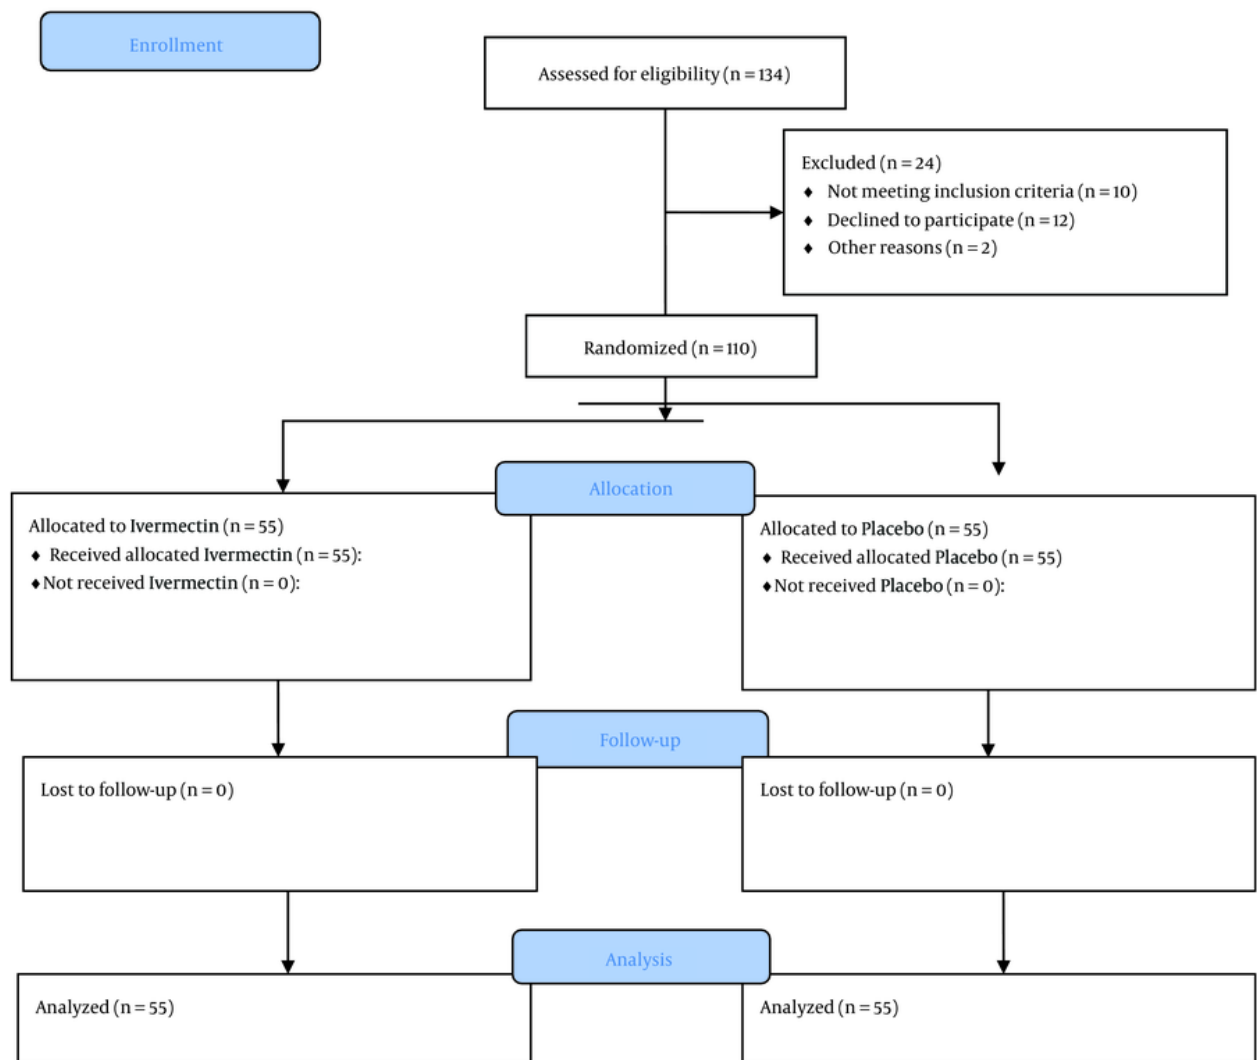 Enrollment
Assessed for eligibility (n = 134)
Excluded (n = 24)
♦ Not meeting inclusion criteria (n = 10)
♦ Declined to participate (n = 12)
♦ Other reasons (n = 2)
Randomized (n = 110)
Allocation
Allocated to Ivermectin (n = 55)
♦ Received allocated Ivermectin (n = 55):
♦Not received Ivermectin (n = 0):
Allocated to Placebo (n = 55)
♦ Received allocated Placebo (n = 55)
♦Not received Placebo (n = 0):
Follow-up
Lost to follow-up (n = 0)
Lost to follow-up (n = 0)
Analysis
Analyzed (n = 55)
Analyzed (n = 55)